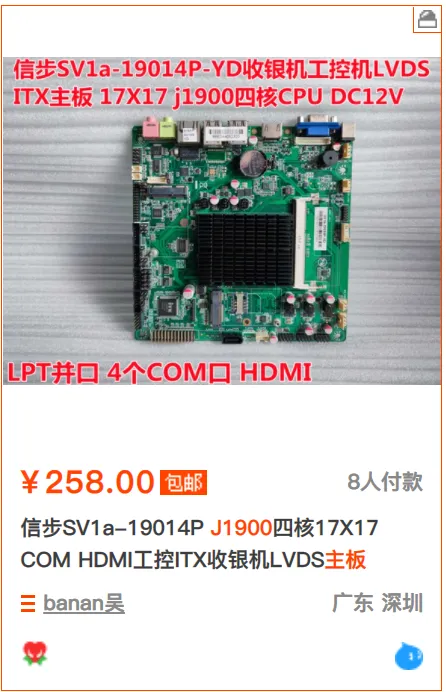 信步SV1a-19014P-YD收银机工控机LVDS
ITX主板 17X17 j1900四核CPU DC12V
LPT并口 4个COM口 HDMI
¥258.00 包邮 8人付款
信步SV1a-19014P J1900四核17X17
COM HDMI工控ITX收银机LVDS主板
banan吴 广东 深圳